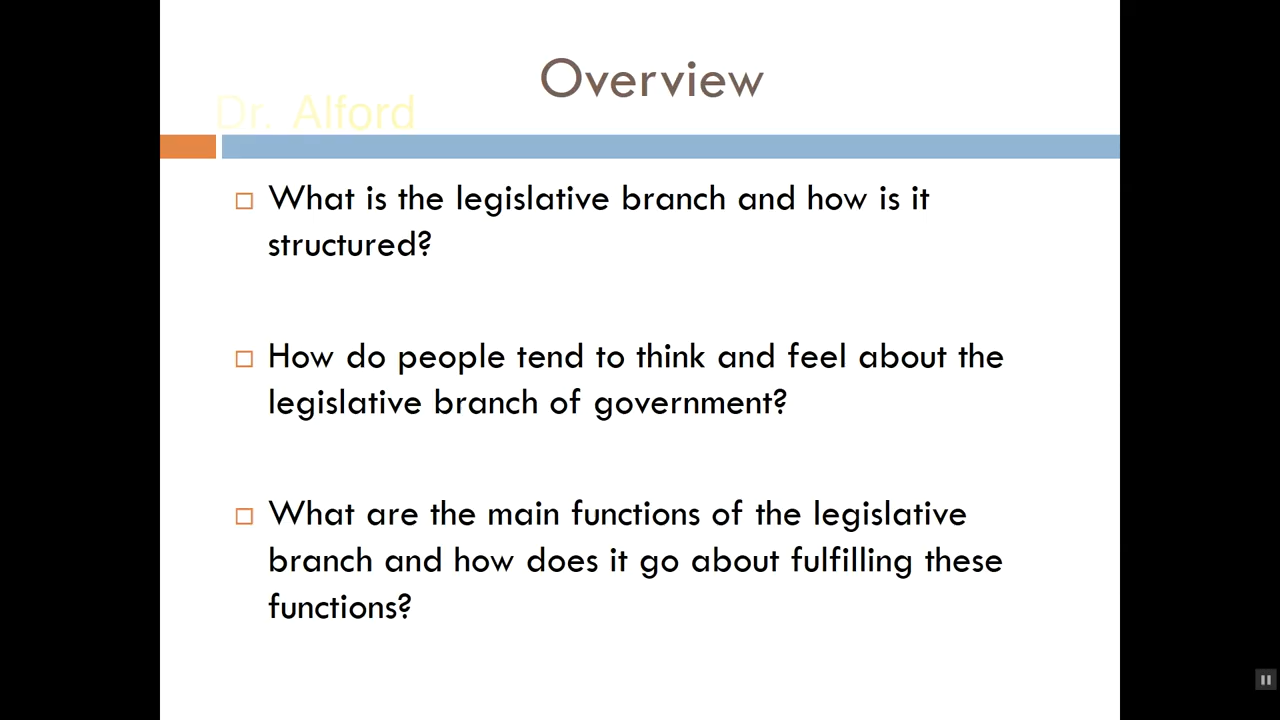 Overview
Dr. Alford
What is the legislative branch and how is it
structured?
How do people tend to think and feel about the
legislative branch of government?
What are the main functions of the legislative
branch and how does it go about fulfilling these
functions?